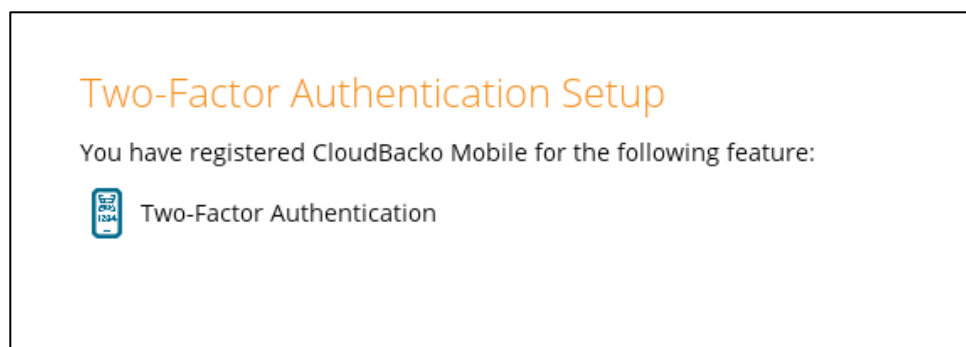 Two-Factor Authentication Setup
You have registered CloudBacko Mobile for the following feature:
Two-Factor Authentication